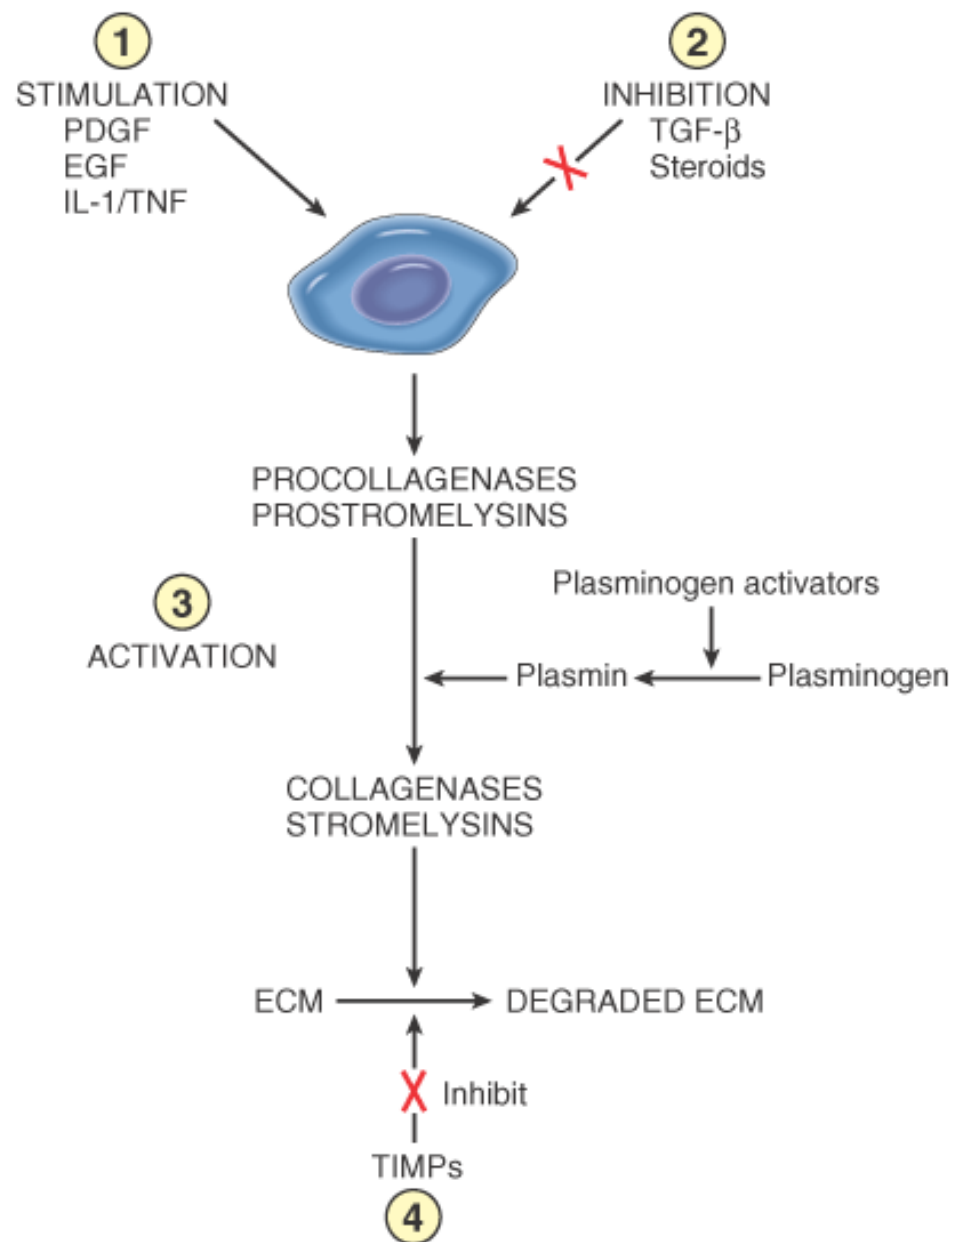 1
STIMULATION
PDGF
EGF
IL-1/TNF
2
INHIBITION
TGF-β
Steroids
PROCOLLAGENASES
PROSTROMELYSINS
3
ACTIVATION
Plasminogen activators
Plasmin
Plasminogen
COLLAGENASES
STROMELYSINS
ECM
DEGRADED ECM
Inhibit
TIMPs
4